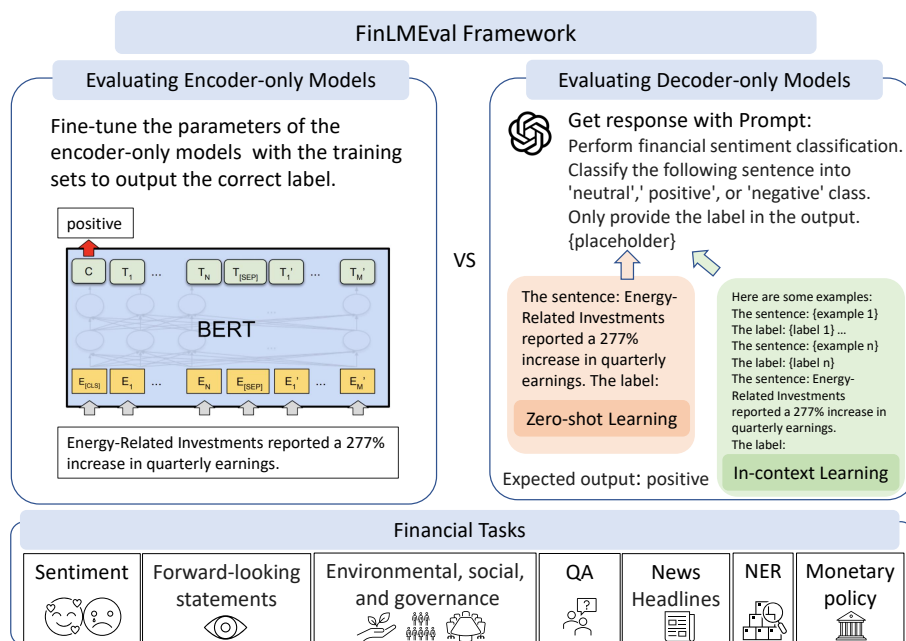 FinLMEval Framework
Evaluating Encoder-only Models
Fine-tune the parameters of the
encoder-only models with the training
sets to output the correct label.
positive
C T1 ... TN T[SEP] T1' ... TM'
BERT
E[CLS] E1 ... EN E[SEP] E1' ... EM'
Energy-Related Investments reported a 277%
increase in quarterly earnings.
VS
Evaluating Decoder-only Models
Get response with Prompt:
Perform financial sentiment classification.
Classify the following sentence into
'neutral',' positive', or 'negative' class.
Only provide the label in the output.
{placeholder}
The sentence: Energy-
Related Investments
reported a 277%
increase in quarterly
earnings. The label:
Zero-shot Learning
Here are some examples:
The sentence: {example 1}
The label: {label 1} ...
The sentence: {example n}
The label: {label n}
The sentence: Energy-
Related Investments
reported a 277% increase in
quarterly earnings.
The label:
In-context Learning
Expected output: positive
Financial Tasks
Sentiment
Forward-looking
statements
Environmental, social,
and governance
QA
?
News
Headlines
NER
Monetary
policy